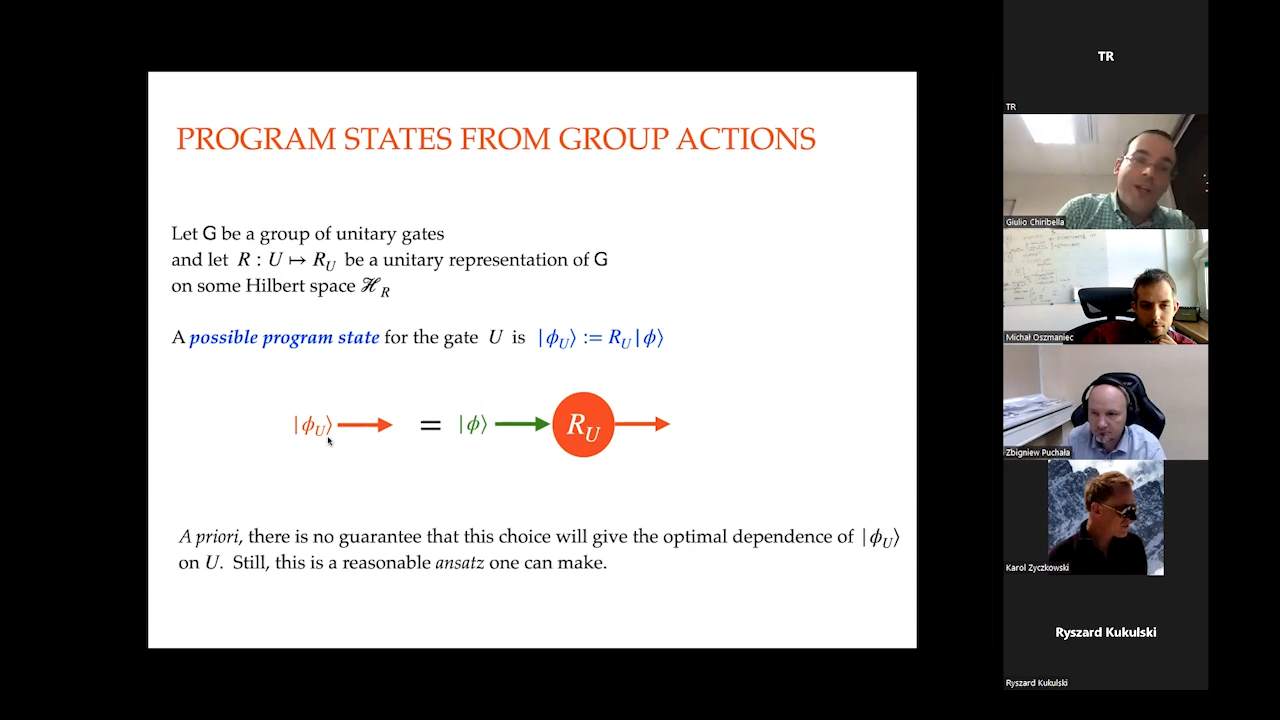 PROGRAM STATES FROM GROUP ACTIONS
Let G be a group of unitary gates
and let R : U ↦ R_U be a unitary representation of G
on some Hilbert space ℋ_R
A possible program state for the gate U is |ϕ_U⟩ := R_U|ϕ⟩
|ϕ_U⟩ = |ϕ⟩ R_U
A priori, there is no guarantee that this choice will give the optimal dependence of |ϕ_U⟩
on U. Still, this is a reasonable ansatz one can make.
TR
TR
Giulio Chiribella
Michał Oszmaniec
Zbigniew Puchała
Karol Zyczkowski
Ryszard Kukulski
Ryszard Kukulski